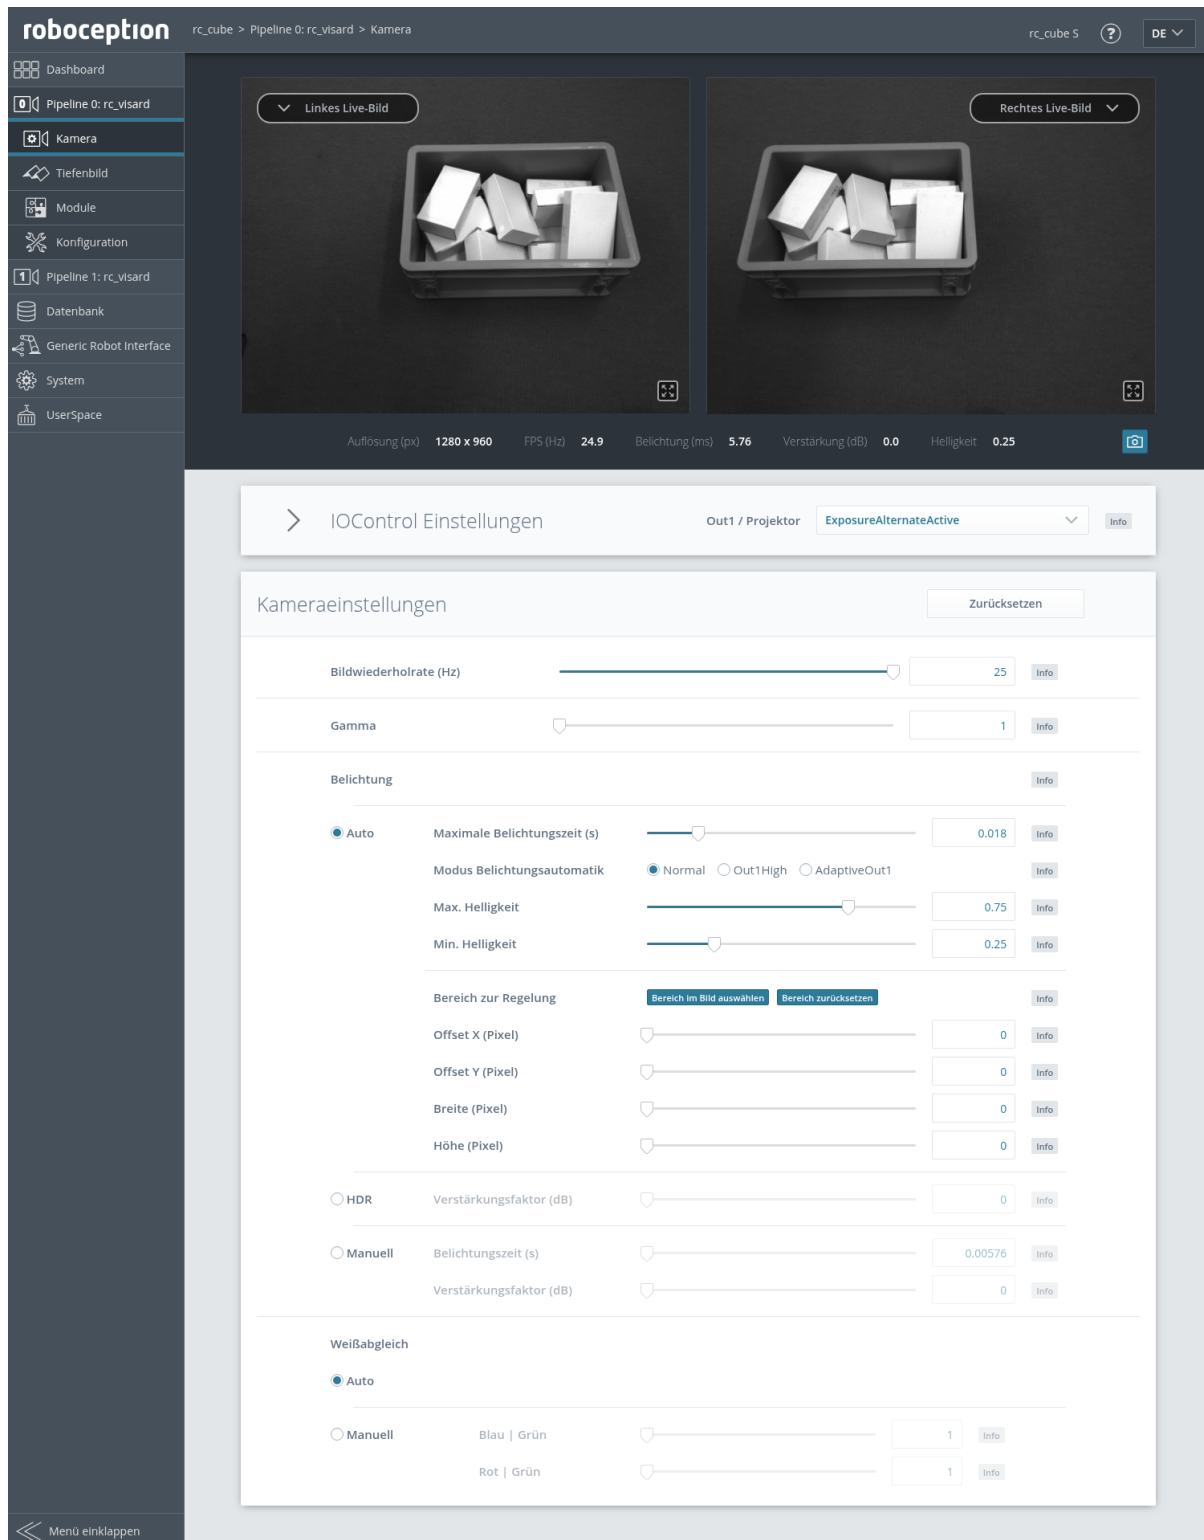 roboception
rc_cube > Pipeline 0: rc_visard > Kamera
rc_cube S ? DE
Dashboard
0 Pipeline 0: rc_visard
Kamera
Tiefenbild
Module
Konfiguration
1 Pipeline 1: rc_visard
Datenbank
Generic Robot Interface
System
UserSpace
Linkes Live-Bild
Rechtes Live-Bild
Auflösung (px) 1280 x 960 FPS (Hz) 24.9 Belichtung (ms) 5.76 Verstärkung (dB) 0.0 Helligkeit 0.25
IOControl Einstellungen Out1 / Projektor ExposureAlternateActive Info
Kameraeinstellungen Zurücksetzen
Bildwiederholrate (Hz) 25 Info
Gamma 1 Info
Belichtung Info
Auto Maximale Belichtungszeit (s) 0.018 Info
Modus Belichtungsautomatik Normal Out1High AdaptiveOut1 Info
Max. Helligkeit 0.75 Info
Min. Helligkeit 0.25 Info
Bereich zur Regelung Bereich im Bild auswählen Bereich zurücksetzen Info
Offset X (Pixel) 0 Info
Offset Y (Pixel) 0 Info
Breite (Pixel) 0 Info
Höhe (Pixel) 0 Info
HDR Verstärkungsfaktor (dB) 0 Info
Manuell Belichtungszeit (s) 0.00576 Info
Verstärkungsfaktor (dB) 0 Info
Weißabgleich
Auto
Manuell Blau | Grün 1 Info
Rot | Grün 1 Info
Menü einklappen